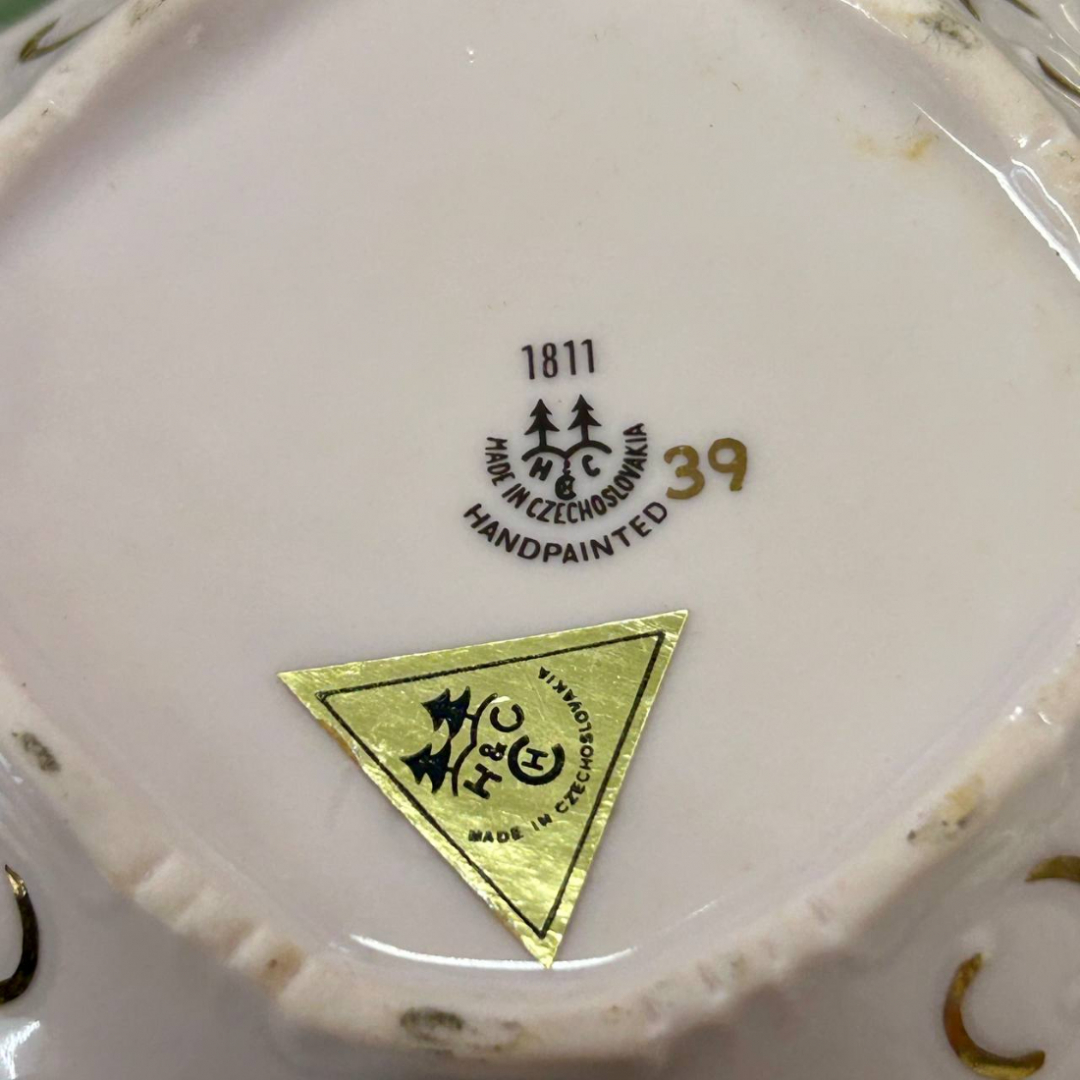 1811
H C
MADE IN CZECHOSLOVAKIA
HANDPAINTED
39
H & C
H
MADE IN CZECHOSLOVAKIA